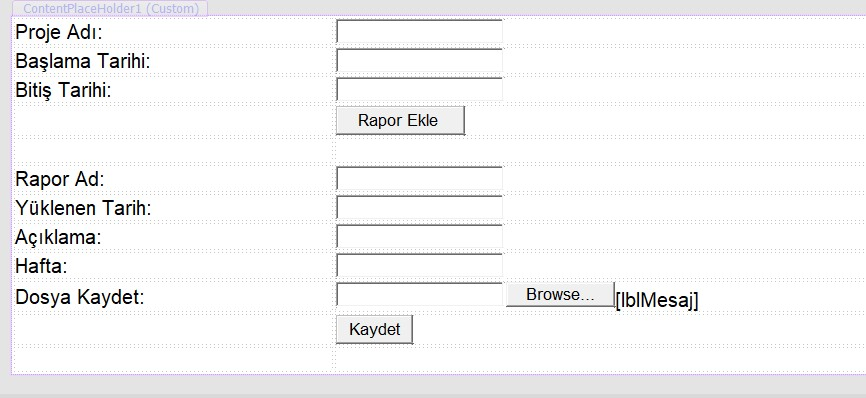 ContentPlaceHolder1 (Custom)
Proje Adı:
Başlama Tarihi:
Bitiş Tarihi:
Rapor Ekle
Rapor Ad:
Yüklenen Tarih:
Açıklama:
Hafta:
Dosya Kaydet: Browse... [lblMesaj]
Kaydet